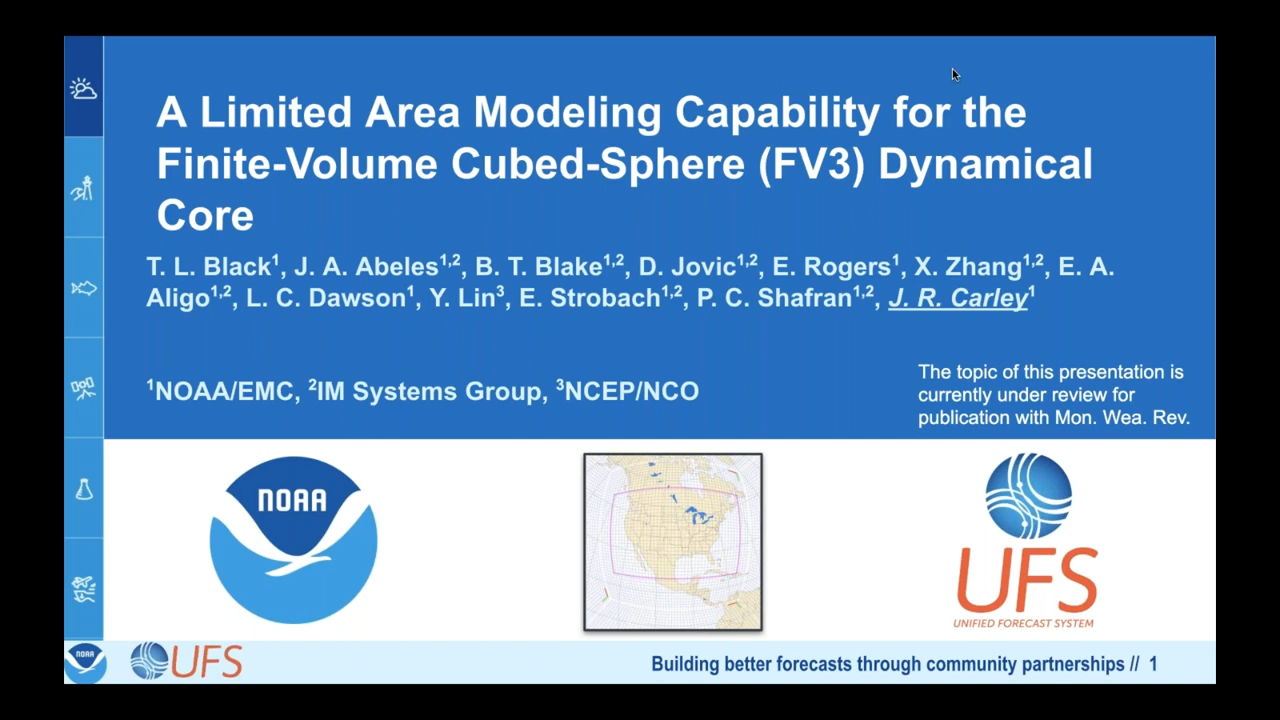 A Limited Area Modeling Capability for the
Finite-Volume Cubed-Sphere (FV3) Dynamical
Core
T. L. Black¹, J. A. Abeles¹,², B. T. Blake¹,², D. Jovic¹,², E. Rogers¹, X. Zhang¹,², E. A.
Aligo¹,², L. C. Dawson¹, Y. Lin³, E. Strobach¹,², P. C. Shafran¹,², J. R. Carley¹
¹NOAA/EMC, ²IM Systems Group, ³NCEP/NCO
The topic of this presentation is
currently under review for
publication with Mon. Wea. Rev.
NOAA
UFS
UNIFIED FORECAST SYSTEM
NOAA
UFS
Building better forecasts through community partnerships // 1